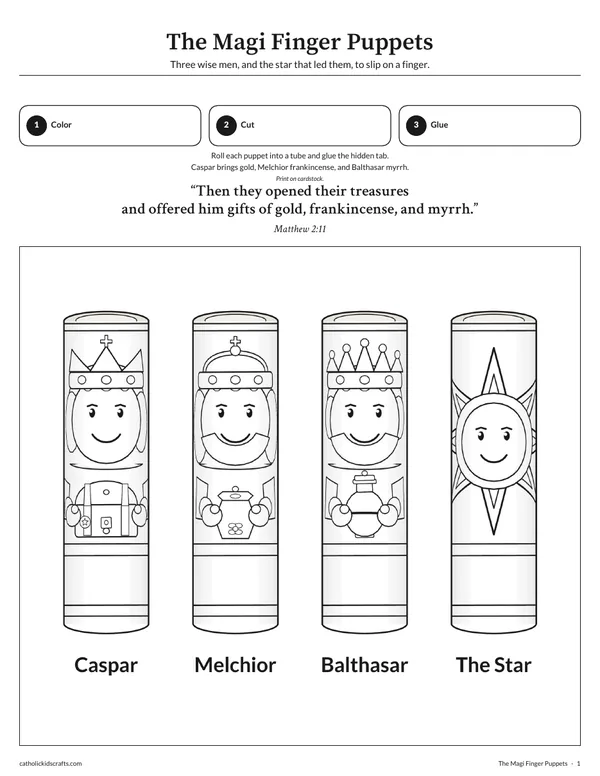 The Magi Finger Puppets
Three wise men, and the star that led them, to slip on a finger.
1 Color
2 Cut
3 Glue
Roll each puppet into a tube and glue the hidden tab.
Caspar brings gold, Melchior frankincense, and Balthasar myrrh.
Print on cardstock.
“Then they opened their treasures
and offered him gifts of gold, frankincense, and myrrh.”
Matthew 2:11
Caspar
Melchior
Balthasar
The Star
catholickidscrafts.com
The Magi Finger Puppets - 1